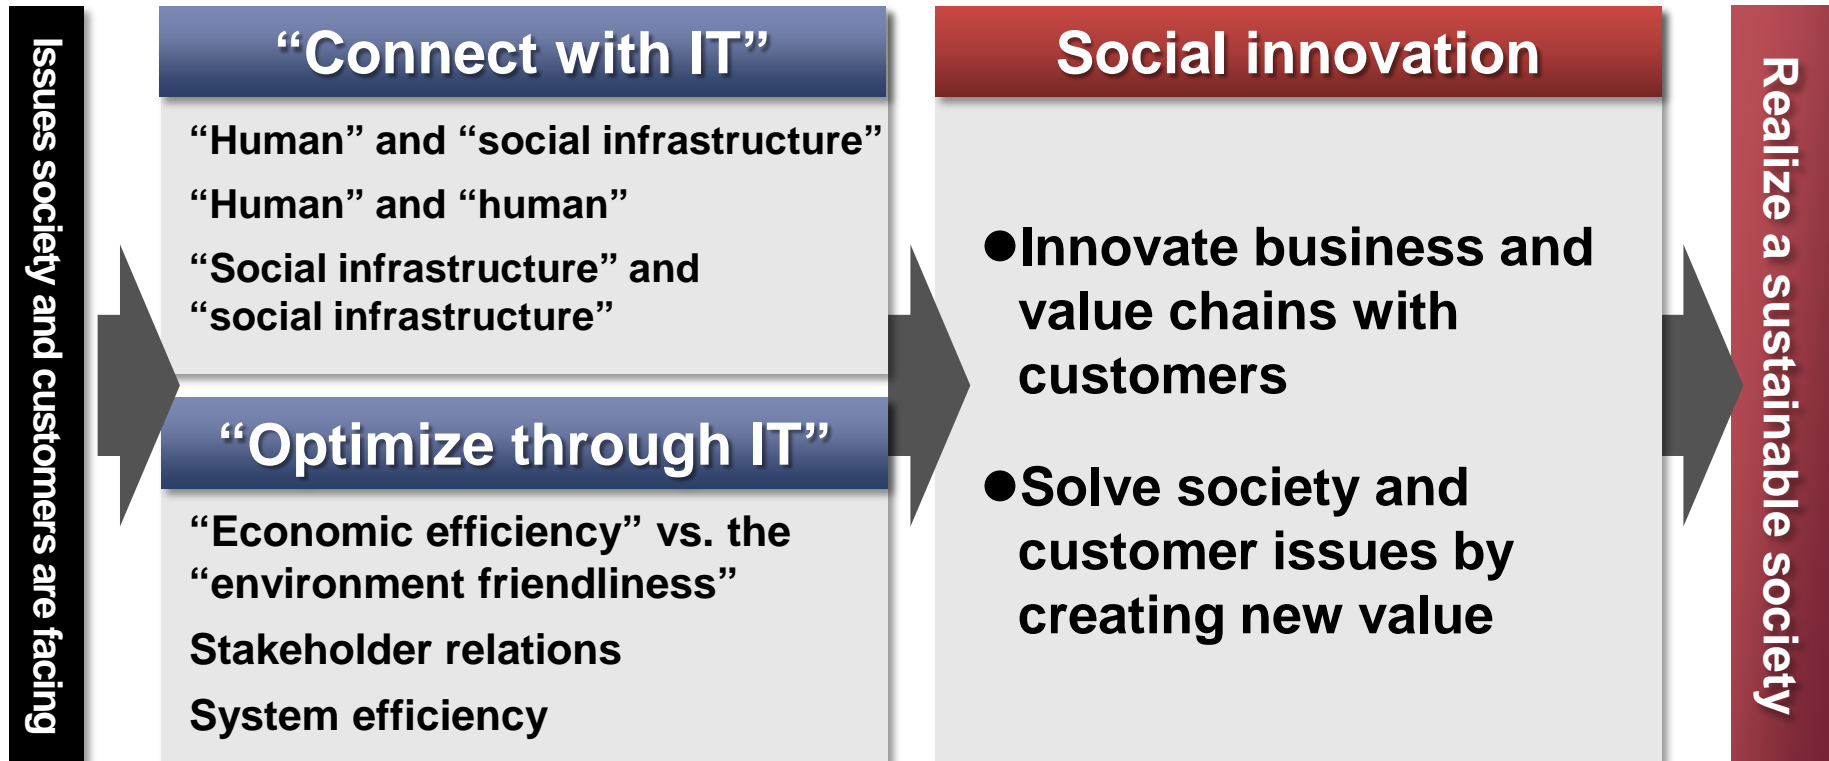 Issues society and customers are facing
“Connect with IT”
“Human” and “social infrastructure”
“Human” and “human”
“Social infrastructure” and
“social infrastructure”
“Optimize through IT”
“Economic efficiency” vs. the
“environment friendliness”
Stakeholder relations
System efficiency
Social innovation
●Innovate business and
value chains with
customers
●Solve society and
customer issues by
creating new value
Realize a sustainable society